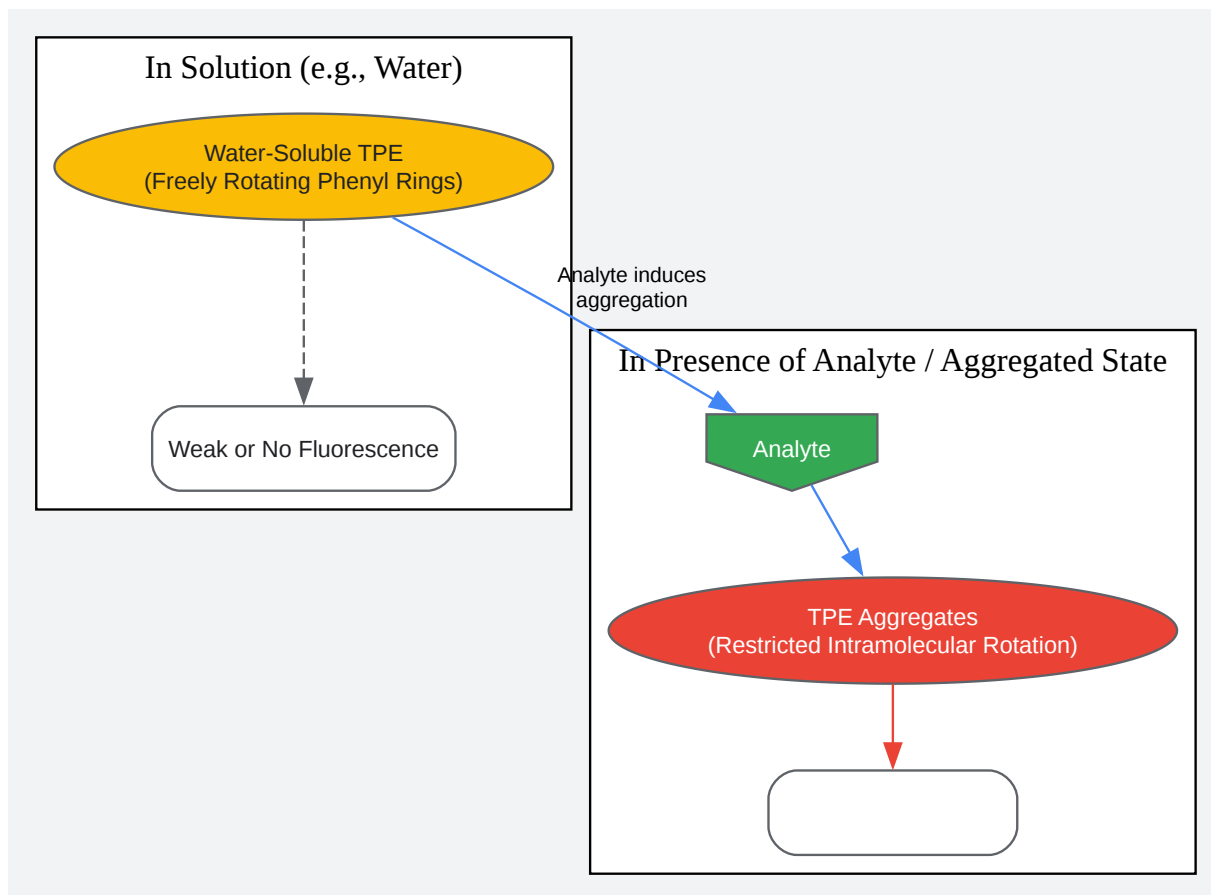 In Solution (e.g., Water)
Water-Soluble TPE
(Freely Rotating Phenyl Rings)
Weak or No Fluorescence
Analyte induces
aggregation
In Presence of Analyte / Aggregated State
Analyte
TPE Aggregates
(Restricted Intramolecular Rotation)